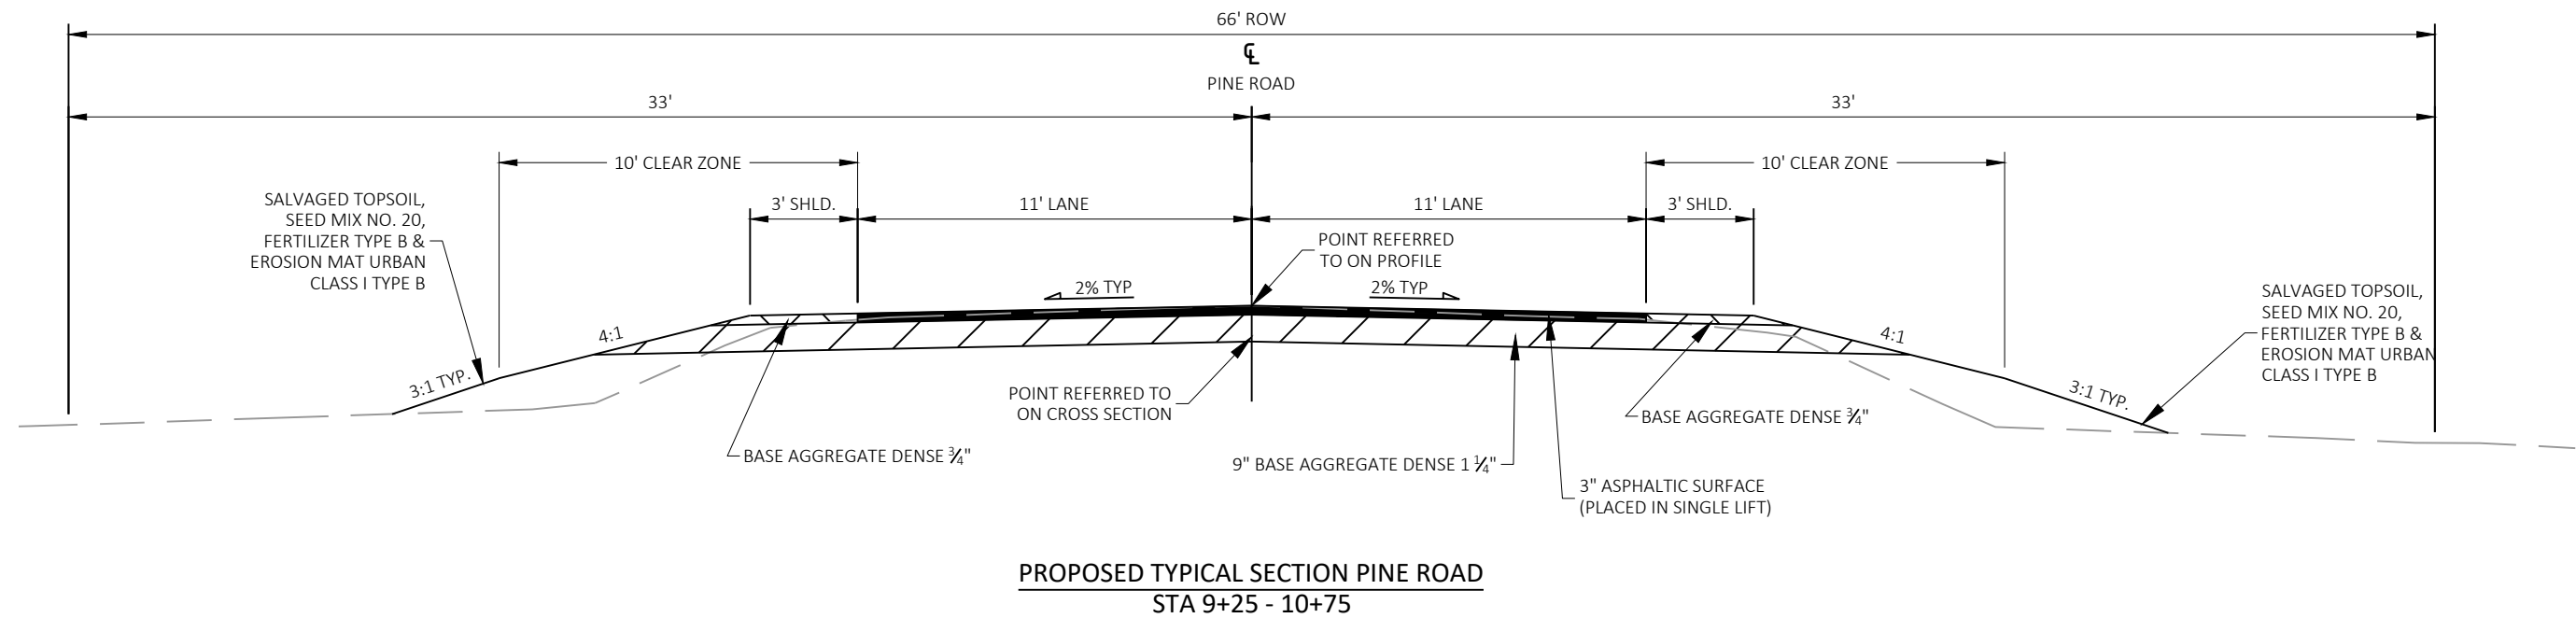 66' ROW
℄
PINE ROAD
33'
33'
10' CLEAR ZONE
10' CLEAR ZONE
SALVAGED TOPSOIL,
SEED MIX NO. 20,
FERTILIZER TYPE B &
EROSION MAT URBAN
CLASS I TYPE B
3' SHLD.
11' LANE
11' LANE
3' SHLD.
POINT REFERRED
TO ON PROFILE
2% TYP
2% TYP
SALVAGED TOPSOIL,
SEED MIX NO. 20,
FERTILIZER TYPE B &
EROSION MAT URBAN
CLASS I TYPE B
4:1
4:1
3:1 TYP.
3:1 TYP.
POINT REFERRED TO
ON CROSS SECTION
BASE AGGREGATE DENSE ¾"
BASE AGGREGATE DENSE ¾"
9" BASE AGGREGATE DENSE 1 ¼"
3" ASPHALTIC SURFACE
(PLACED IN SINGLE LIFT)
PROPOSED TYPICAL SECTION PINE ROAD
STA 9+25 - 10+75